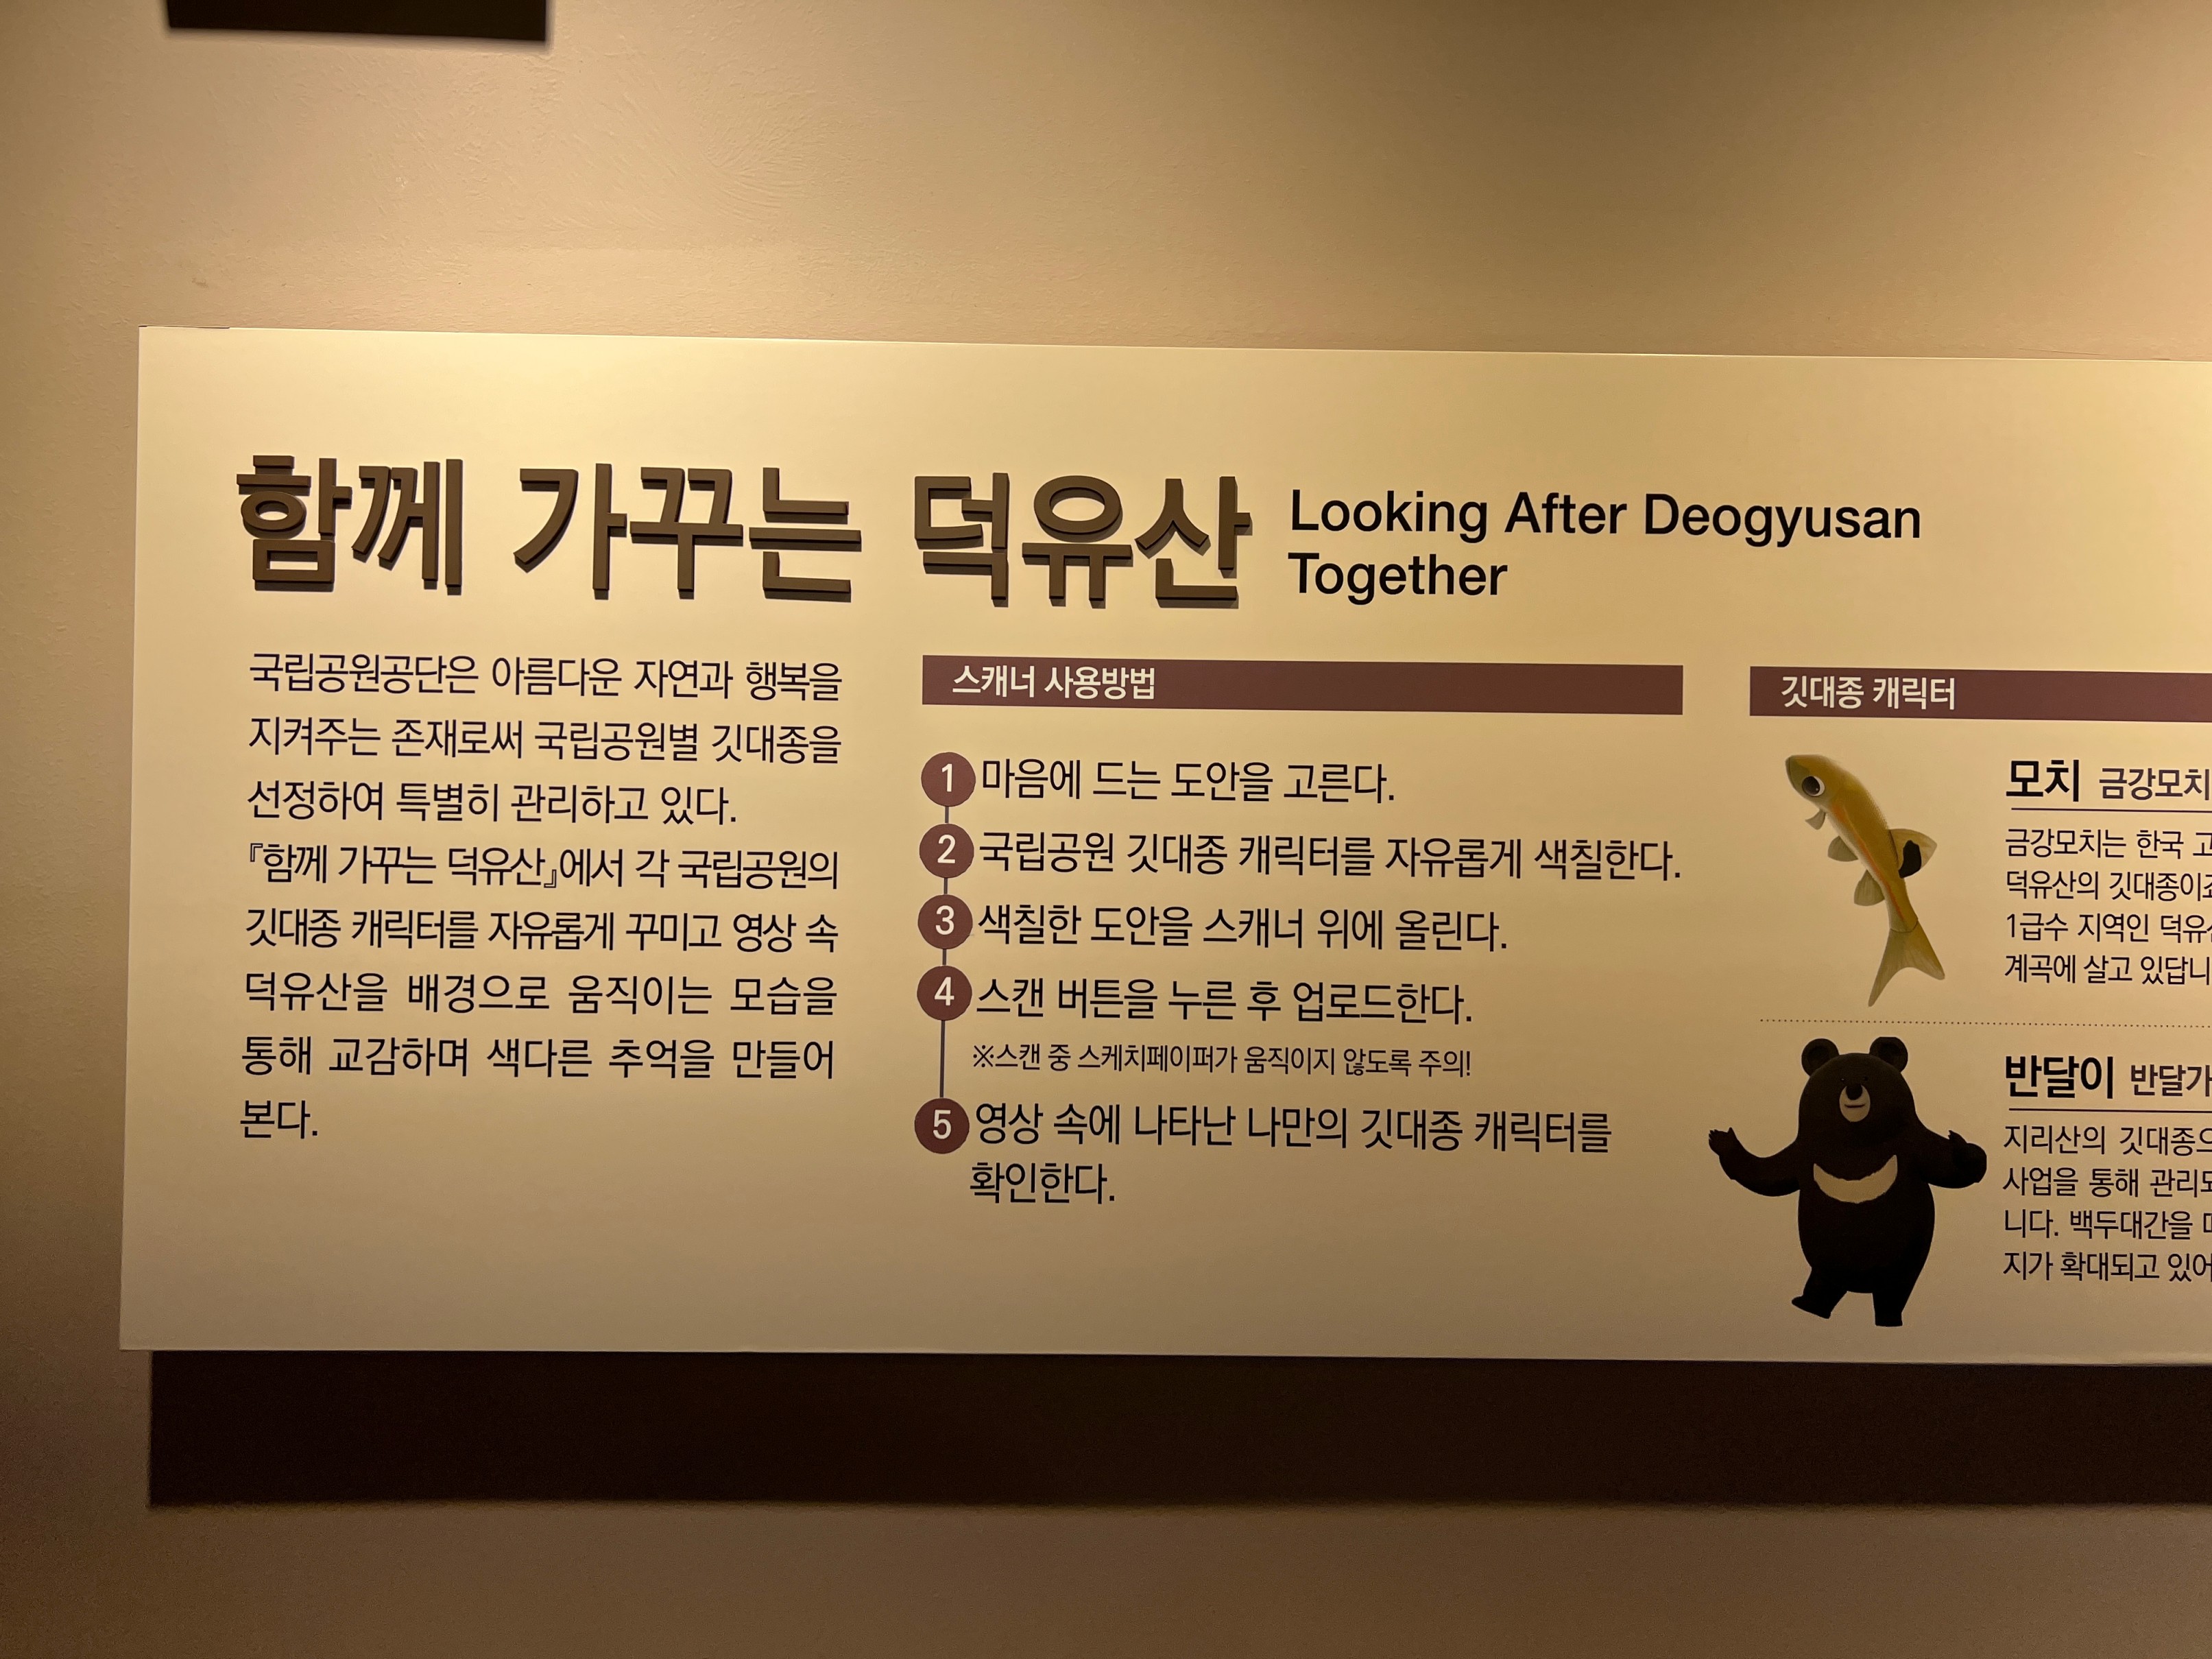 함께 가꾸는 덕유산
Looking After Deogyusan
Together
국립공원공단은 아름다운 자연과 행복을
지켜주는 존재로써 국립공원별 깃대종을
선정하여 특별히 관리하고 있다.
『함께 가꾸는 덕유산』에서 각 국립공원의
깃대종 캐릭터를 자유롭게 꾸미고 영상 속
덕유산을 배경으로 움직이는 모습을
통해 교감하며 색다른 추억을 만들어
본다.
스캐너 사용방법
1 마음에 드는 도안을 고른다.
2 국립공원 깃대종 캐릭터를 자유롭게 색칠한다.
3 색칠한 도안을 스캐너 위에 올린다.
4 스캔 버튼을 누른 후 업로드한다.
※스캔 중 스케치페이퍼가 움직이지 않도록 주의!
5 영상 속에 나타난 나만의 깃대종 캐릭터를
확인한다.
깃대종 캐릭터
모치 금강모치
금강모치는 한국
덕유산의 깃대종이
1급수 지역인
계곡에 살고
반달이
지리산의
사업을 통해
니다. 백두대간을
지가 확대되고